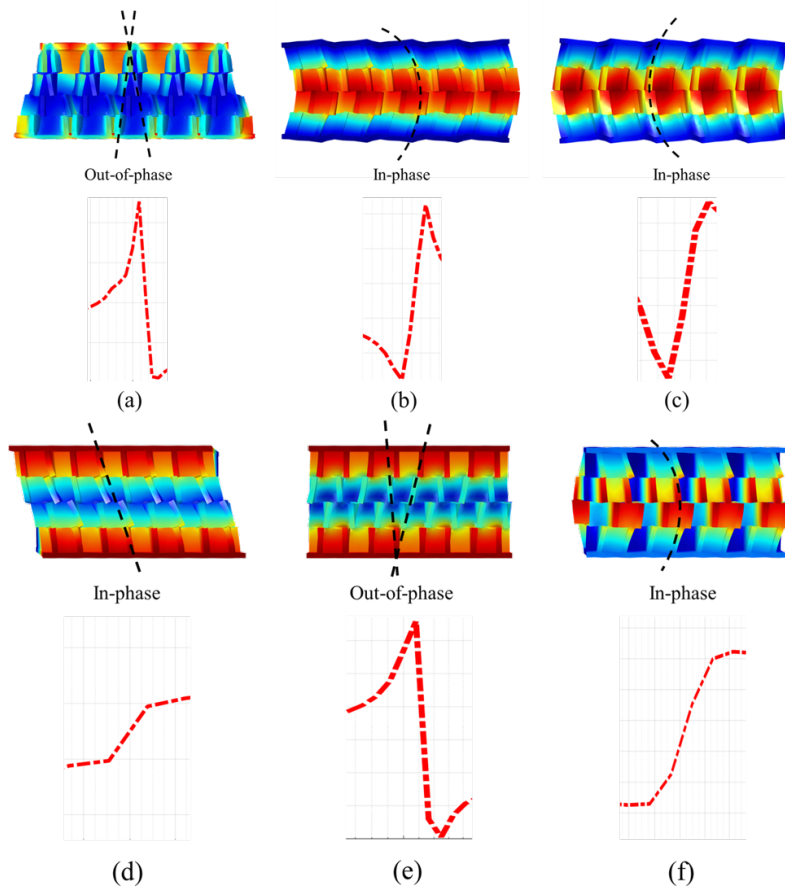 Out-of-phase
In-phase
In-phase
(a)
(b)
(c)
In-phase
Out-of-phase
In-phase
(d)
(e)
(f)